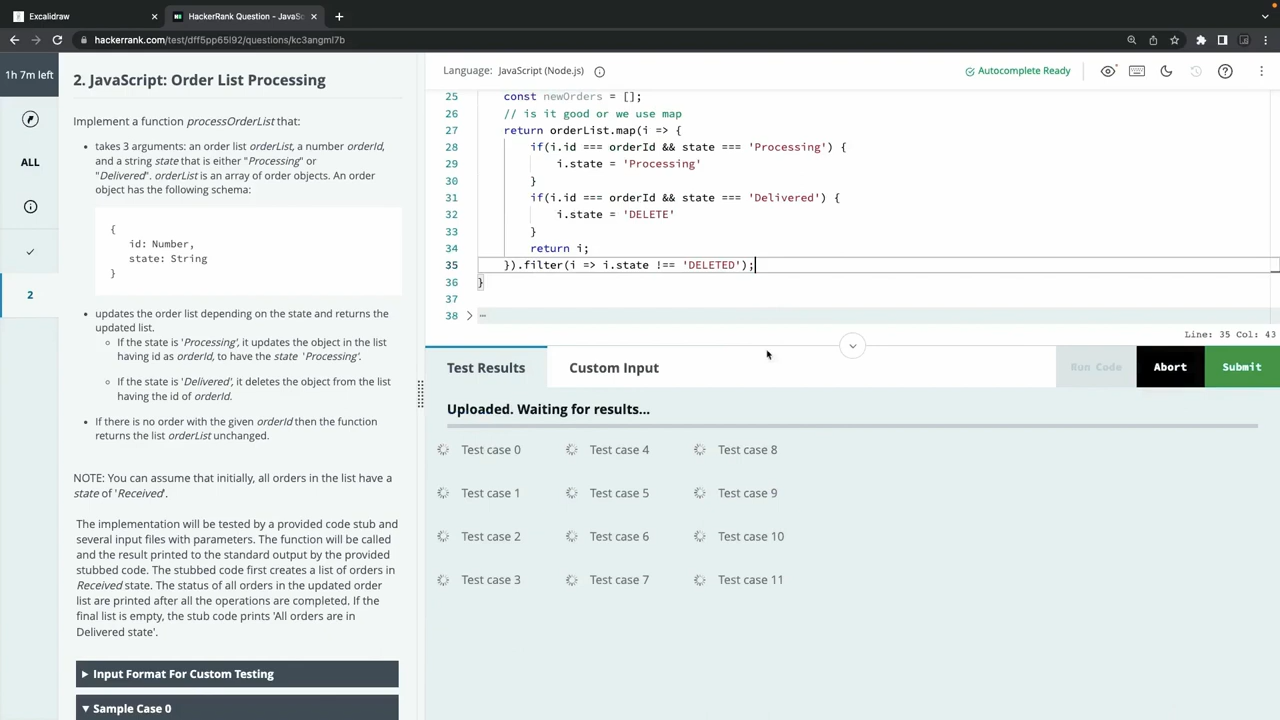 Excalidraw
HackerRank Question - JavaSc
hackerrank.com/test/dff5pp65l92/questions/kc3angml7b
1h 7m left
ALL
2
2. JavaScript: Order List Processing
Implement a function processOrderList that:
takes 3 arguments: an order list orderList, a number orderId,
and a string state that is either "Processing" or
"Delivered". orderList is an array of order objects. An order
object has the following schema:
{
id: Number,
state: String
}
updates the order list depending on the state and returns the
updated list.
If the state is 'Processing', it updates the object in the list
having id as orderId, to have the state 'Processing'.
If the state is 'Delivered', it deletes the object from the list
having the id of orderId.
If there is no order with the given orderId then the function
returns the list orderList unchanged.
NOTE: You can assume that initially, all orders in the list have a
state of 'Received'.
The implementation will be tested by a provided code stub and
several input files with parameters. The function will be called
and the result printed to the standard output by the provided
stubbed code. The stubbed code first creates a list of orders in
Received state. The status of all orders in the updated order
list are printed after all the operations are completed. If the
final list is empty, the stub code prints 'All orders are in
Delivered state'.
Input Format For Custom Testing
Sample Case 0
Language: JavaScript (Node.js)
Autocomplete Ready
25 const newOrders = [];
26 // is it good or we use map
27 return orderList.map(i => {
28 if(i.id === orderId && state === 'Processing') {
29 i.state = 'Processing'
30 }
31 if(i.id === orderId && state === 'Delivered') {
32 i.state = 'DELETE'
33 }
34 return i;
35 }).filter(i => i.state !== 'DELETED');
36 }
37
38
Line: 35 Col: 43
Test Results
Custom Input
Run Code
Abort
Submit
Uploaded. Waiting for results...
Test case 0 Test case 4 Test case 8
Test case 1 Test case 5 Test case 9
Test case 2 Test case 6 Test case 10
Test case 3 Test case 7 Test case 11